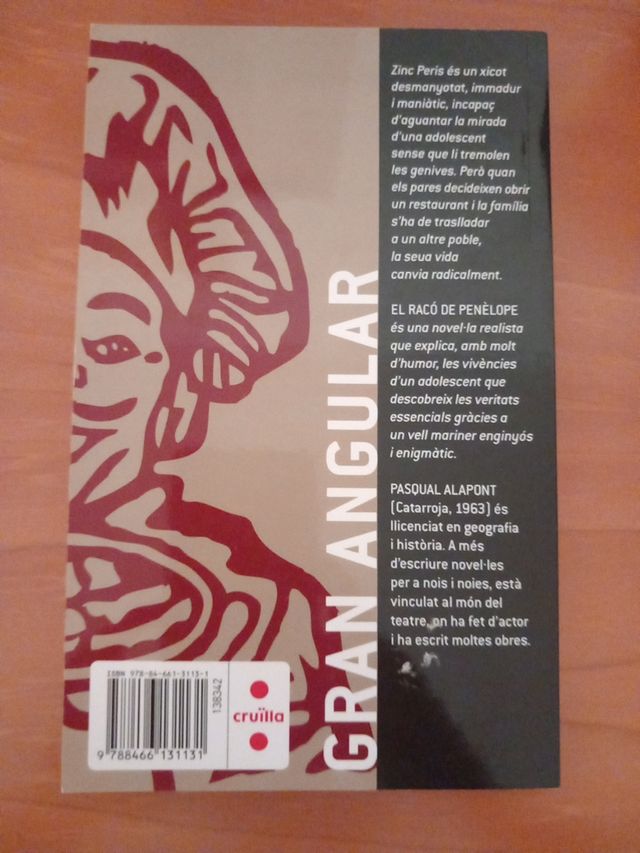 Zinc Peris és un xicot
desmanyotat, immadur
i maniàtic, incapaç
d'aguantar la mirada
d'una adolescent
sense que li tremolen
les genives. Però quan
els pares decideixen obrir
un restaurant i la família
s'ha de traslladar
a un altre poble,
la seua vida
canvia radicalment.
EL RACÓ DE PENÈLOPE
és una novel·la realista
que explica, amb molt
d'humor, les vivències
d'un adolescent que
descobreix les veritats
essencials gràcies a
un vell mariner enginyós
i enigmàtic.
PASQUAL ALAPONT
(Catarroja, 1963) és
llicenciat en geografia
i història. A més
d'escriure novel·les
per a nois i noies, està
vinculat al món del
teatre, on ha fet d'actor
i ha escrit moltes obres.
GRAN ANGULAR
ISBN 978-84-661-3113-1
9 788466 131131
138342
cruïlla